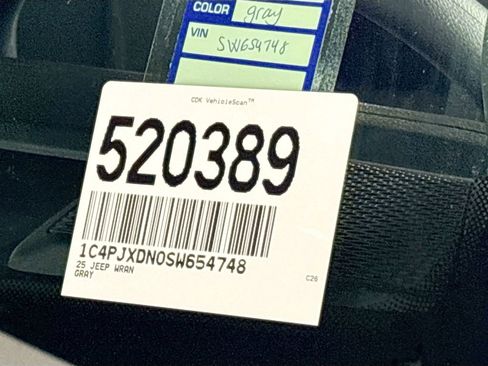 COLOR gray
VIN SW654748
CDK VehicleScan™
520389
1C4PJXDN0SW654748
25 JEEP WRAN
GRAY
C26